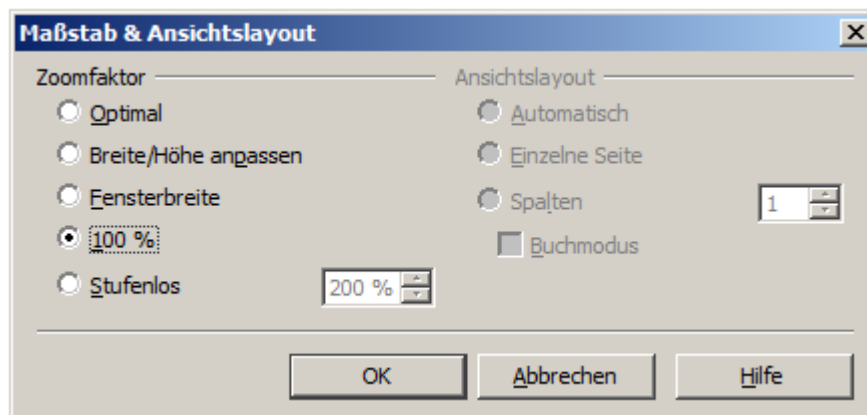 Maßstab & Ansichtslayout
Zoomfaktor
Optimal
Breite/Höhe anpassen
Fensterbreite
100 %
Stufenlos
200 %
Ansichtslayout
Automatisch
Einzelne Seite
Spalten
1
Buchmodus
OK
Abbrechen
Hilfe